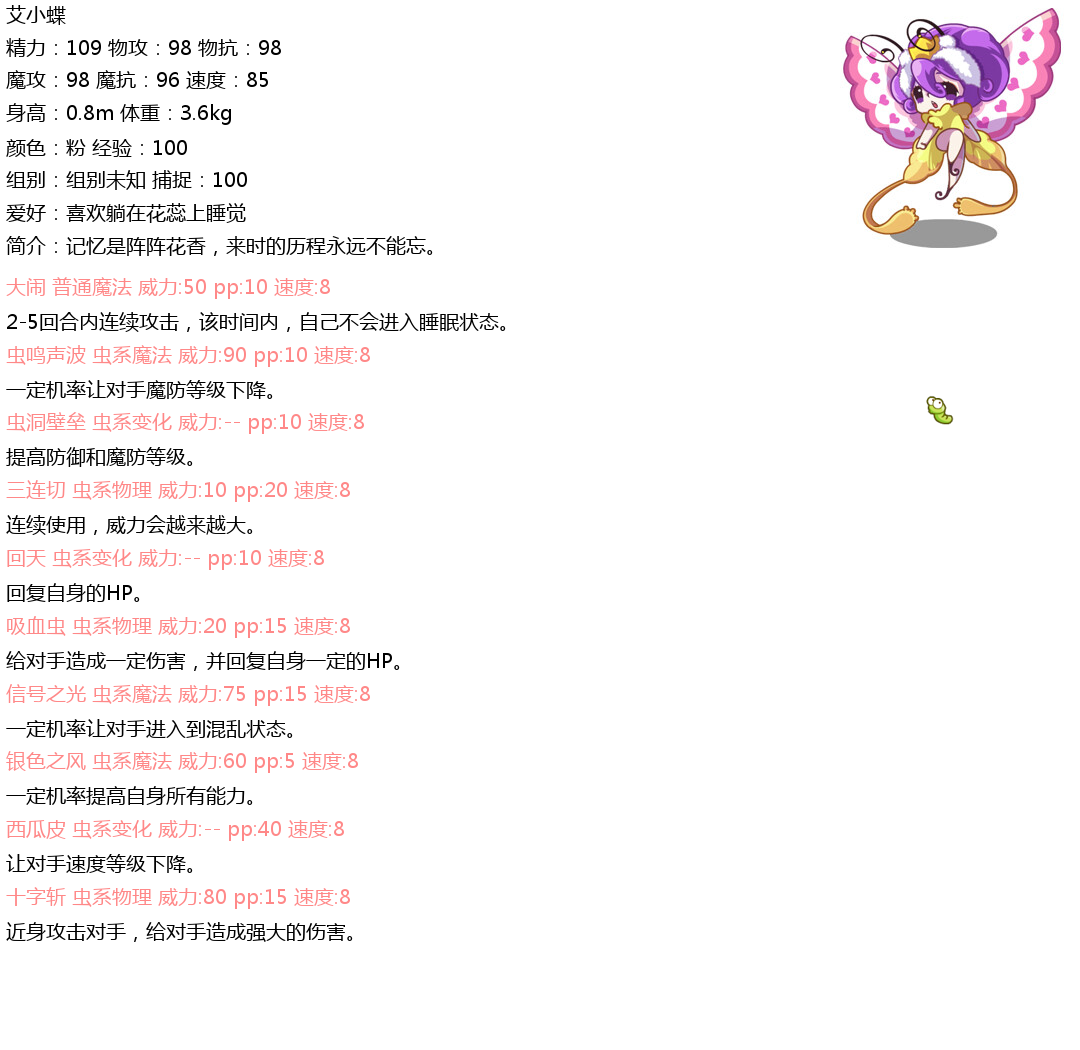 艾小蝶
精力：109 物攻：98 物抗：98
魔攻：98 魔抗：96 速度：85
身高：0.8m 体重：3.6kg
颜色：粉 经验：100
组别：组别未知 捕捉：100
爱好：喜欢躺在花蕊上睡觉
简介：记忆是阵阵花香，来时的历程永远不能忘。
大闹 普通魔法 威力:50 pp:10 速度:8
2-5回合内连续攻击，该时间内，自己不会进入睡眠状态。
虫鸣声波 虫系魔法 威力:90 pp:10 速度:8
一定机率让对手魔防等级下降。
虫洞壁垒 虫系变化 威力:-- pp:10 速度:8
提高防御和魔防等级。
三连切 虫系物理 威力:10 pp:20 速度:8
连续使用，威力会越来越大。
回天 虫系变化 威力:-- pp:10 速度:8
回复自身的HP。
吸血虫 虫系物理 威力:20 pp:15 速度:8
给对手造成一定伤害，并回复自身一定的HP。
信号之光 虫系魔法 威力:75 pp:15 速度:8
一定机率让对手进入到混乱状态。
银色之风 虫系魔法 威力:60 pp:5 速度:8
一定机率提高自身所有能力。
西瓜皮 虫系变化 威力:-- pp:40 速度:8
让对手速度等级下降。
十字斩 虫系物理 威力:80 pp:15 速度:8
近身攻击对手，给对手造成强大的伤害。